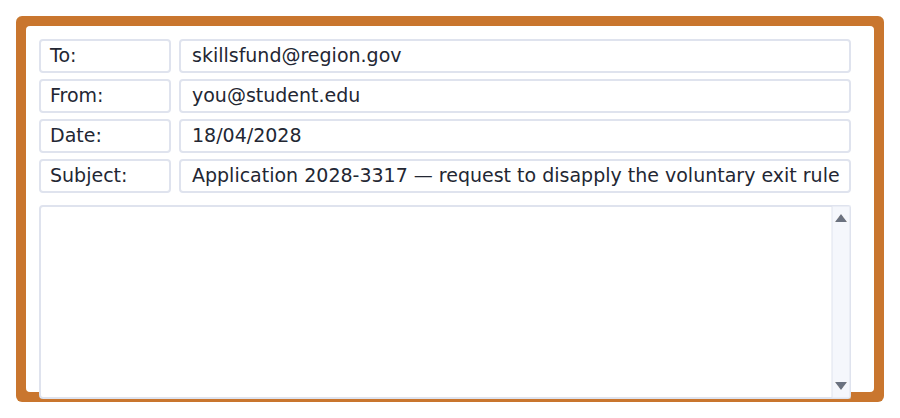 To: skillsfund@region.gov
From: you@student.edu
Date: 18/04/2028
Subject: Application 2028-3317 — request to disapply the voluntary exit rule